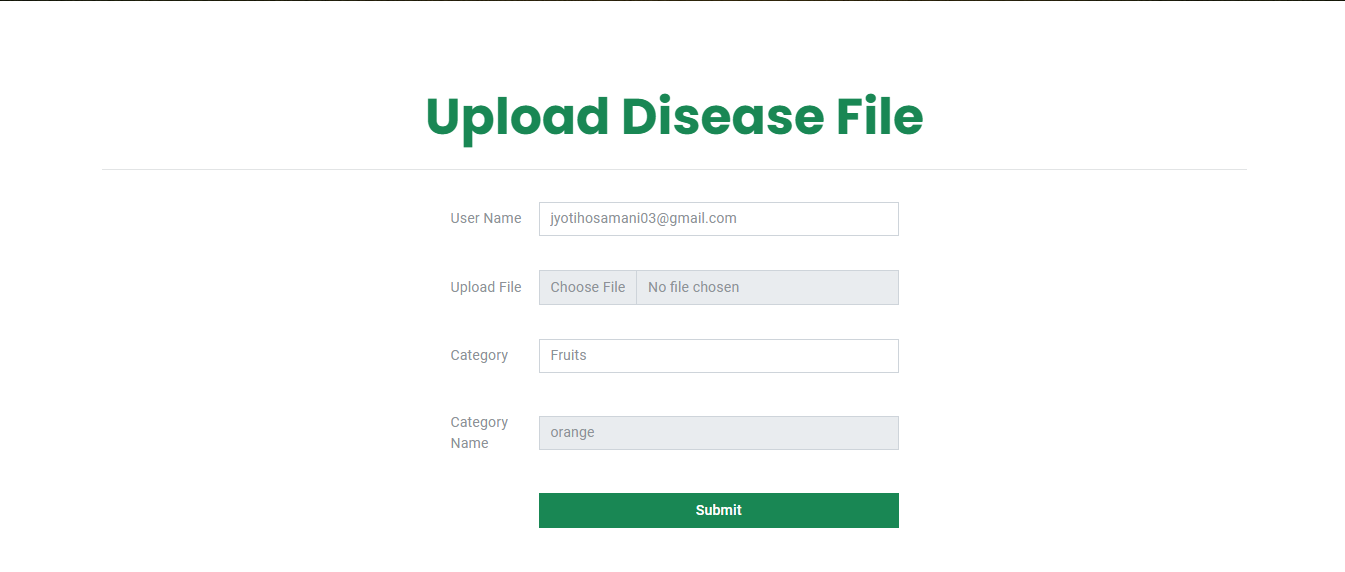 Upload Disease File
User Name jyotihosamani03@gmail.com
Upload File Choose File No file chosen
Category Fruits
Category
Name
orange
Submit